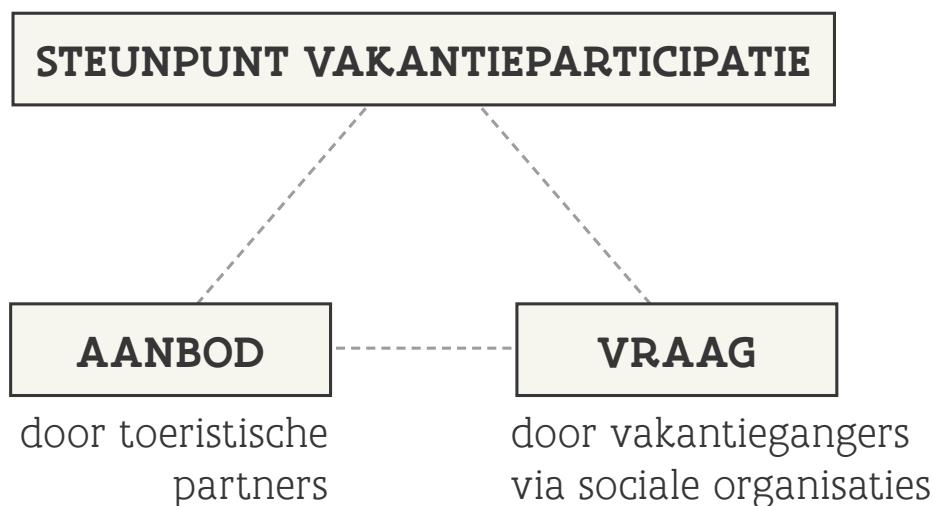 STEUNPUNT VAKANTIEPARTICIPATIE
AANBOD
door toeristische
partners
VRAAG
door vakantiegangers
via sociale organisaties